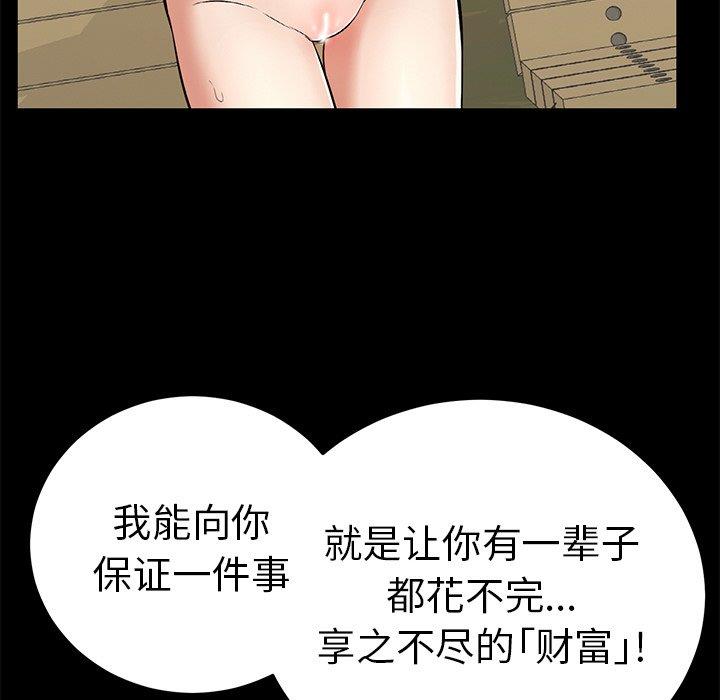 我能向你
保证一件事
就是让你有一辈子
都花不完...
享之不尽的「财富」!